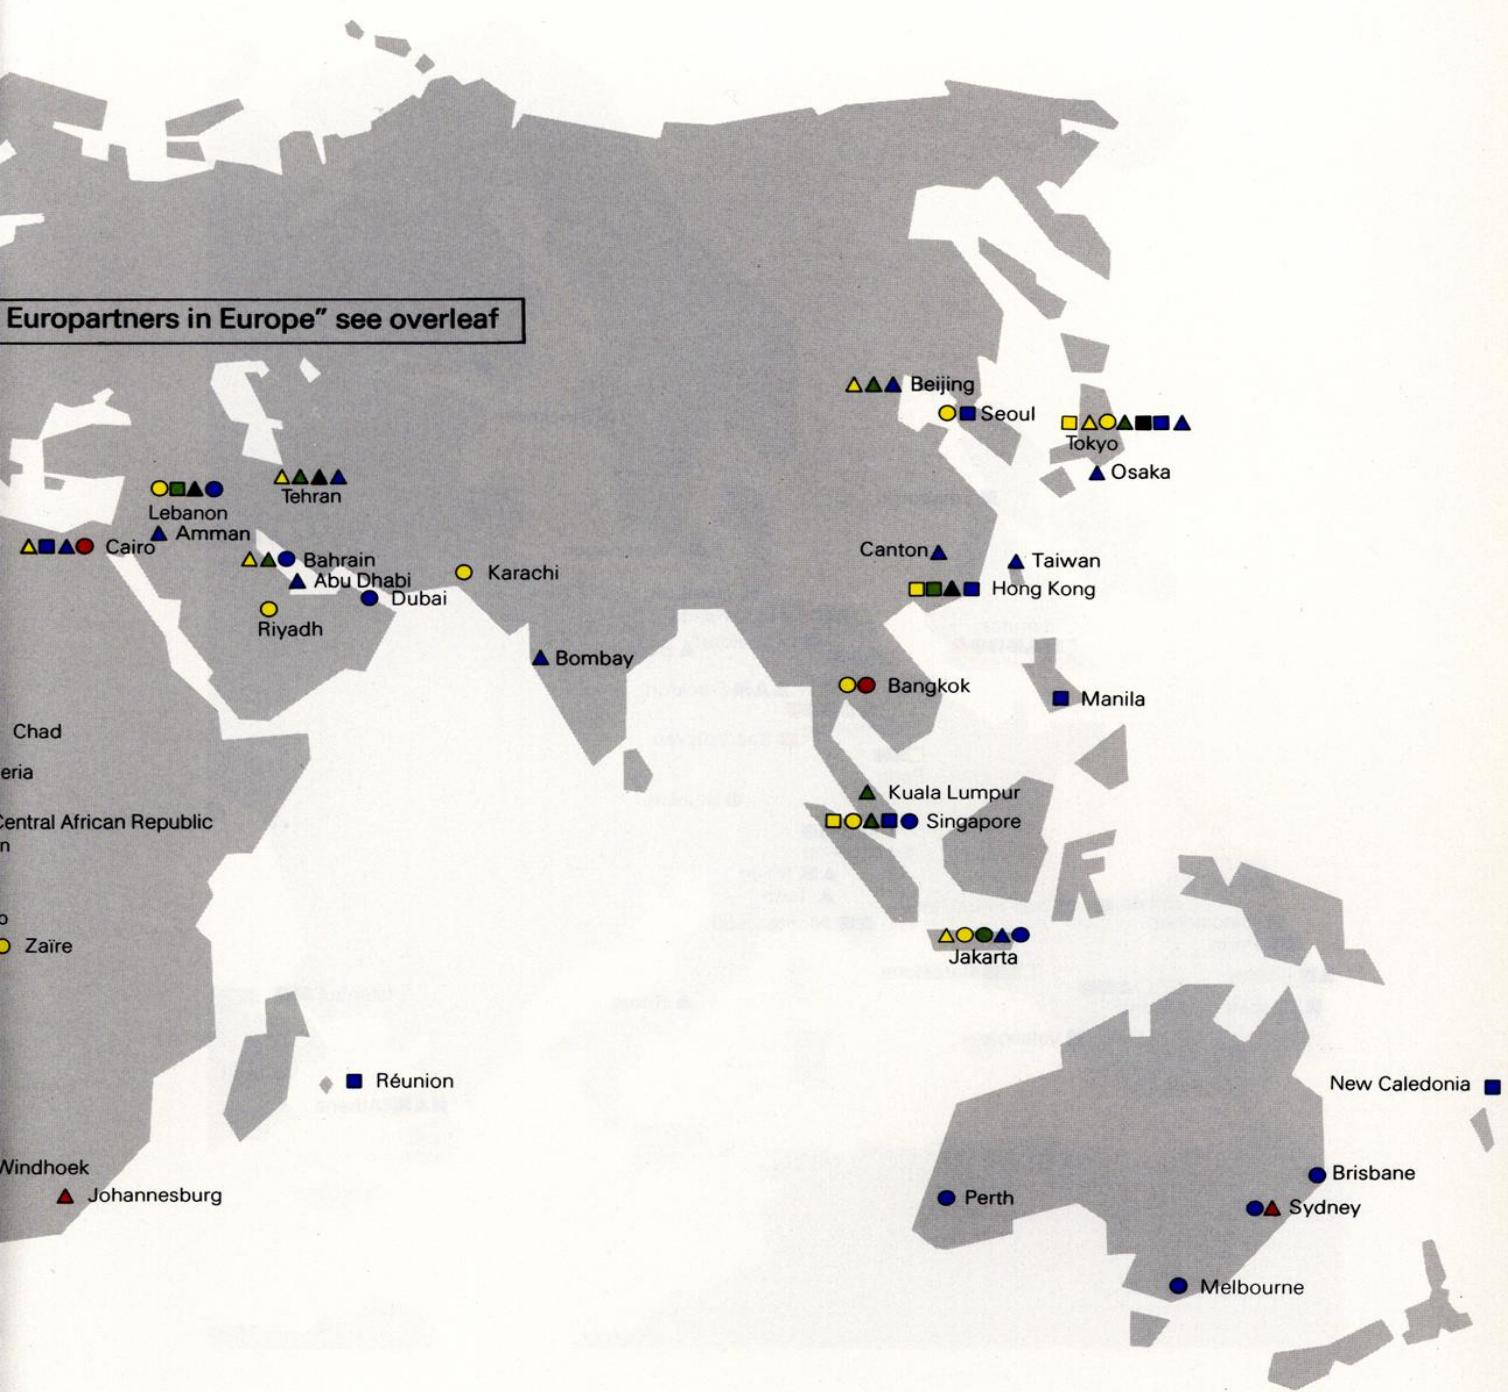 Europartners in Europe” see overleaf
Beijing
Seoul
Tokyo
Osaka
Tehran
Lebanon
Amman
Cairo
Bahrain
Abu Dhabi
Dubai
Karachi
Riyadh
Canton
Taiwan
Hong Kong
Bombay
Bangkok
Manila
Chad
eria
Kuala Lumpur
Central African Republic
Singapore
n
o
Zaïre
Jakarta
Réunion
New Caledonia
Windhoek
Johannesburg
Perth
Brisbane
Sydney
Melbourne